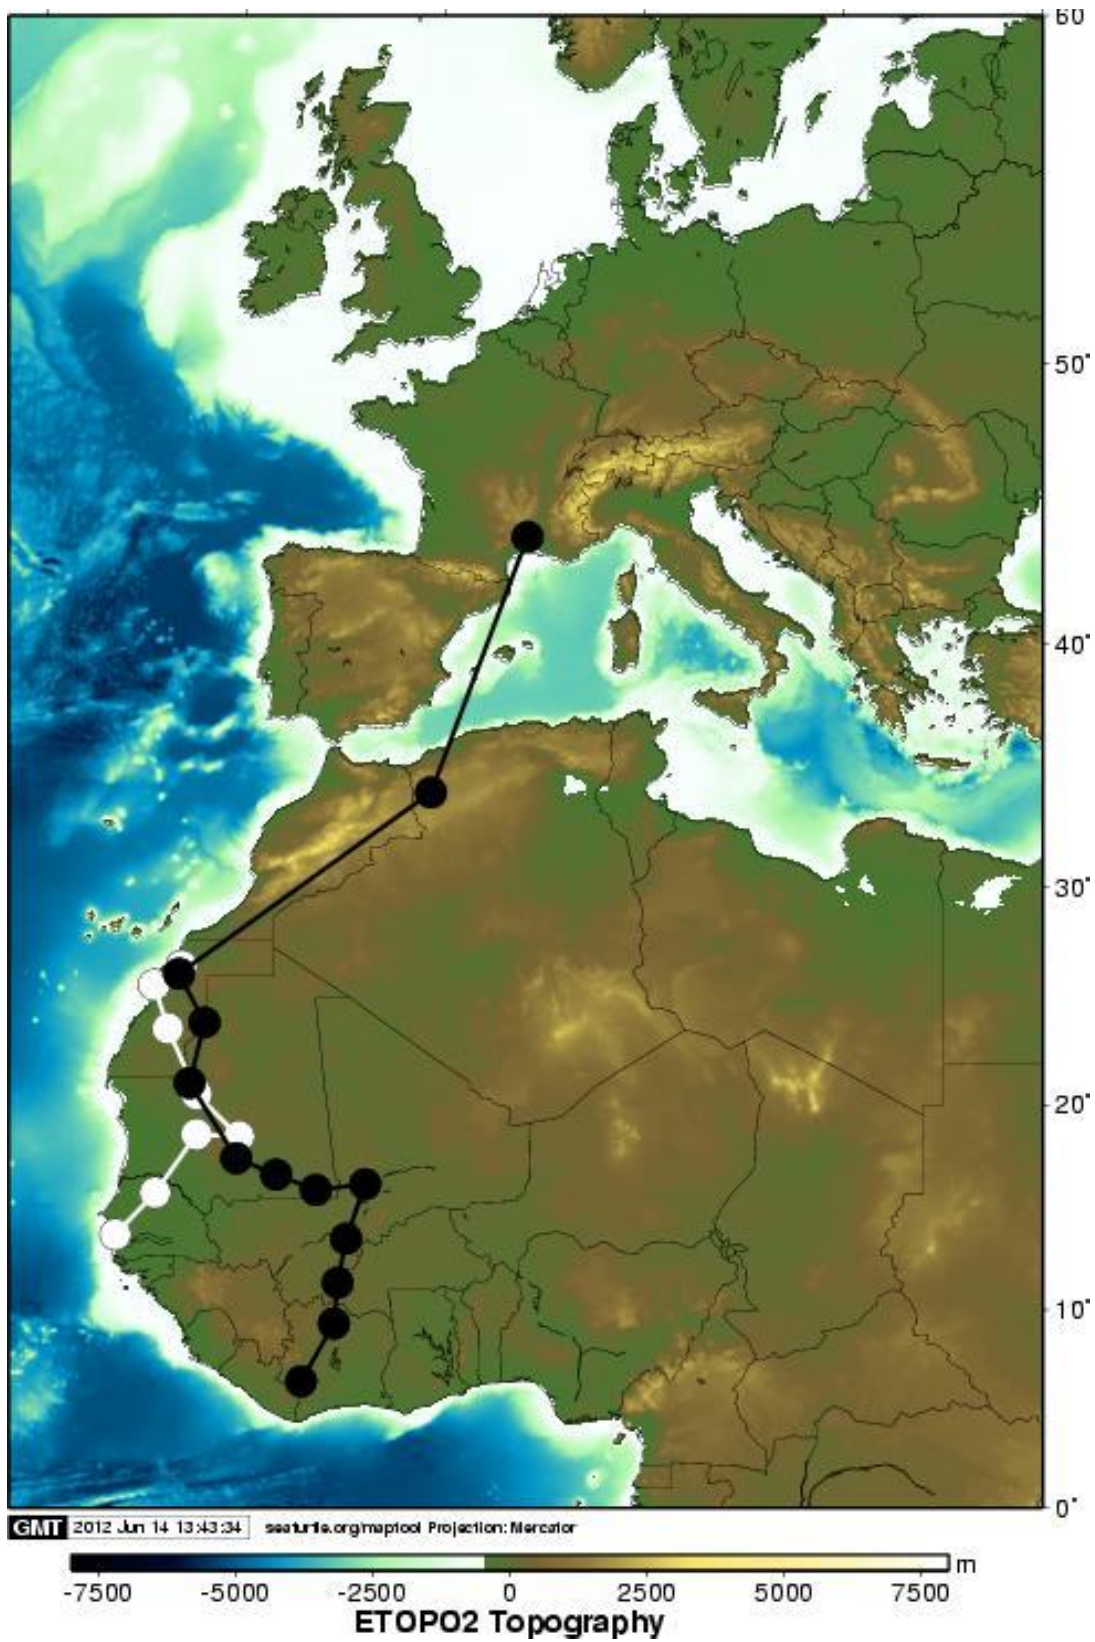 60
50°
40°
30°
20°
10°
0°
GMT 2012 Jun 14 13:43:34 seaturtle.org/maptool Projection: Mercator
-7500 -5000 -2500 0 2500 5000 7500 m
ETOPO2 Topography